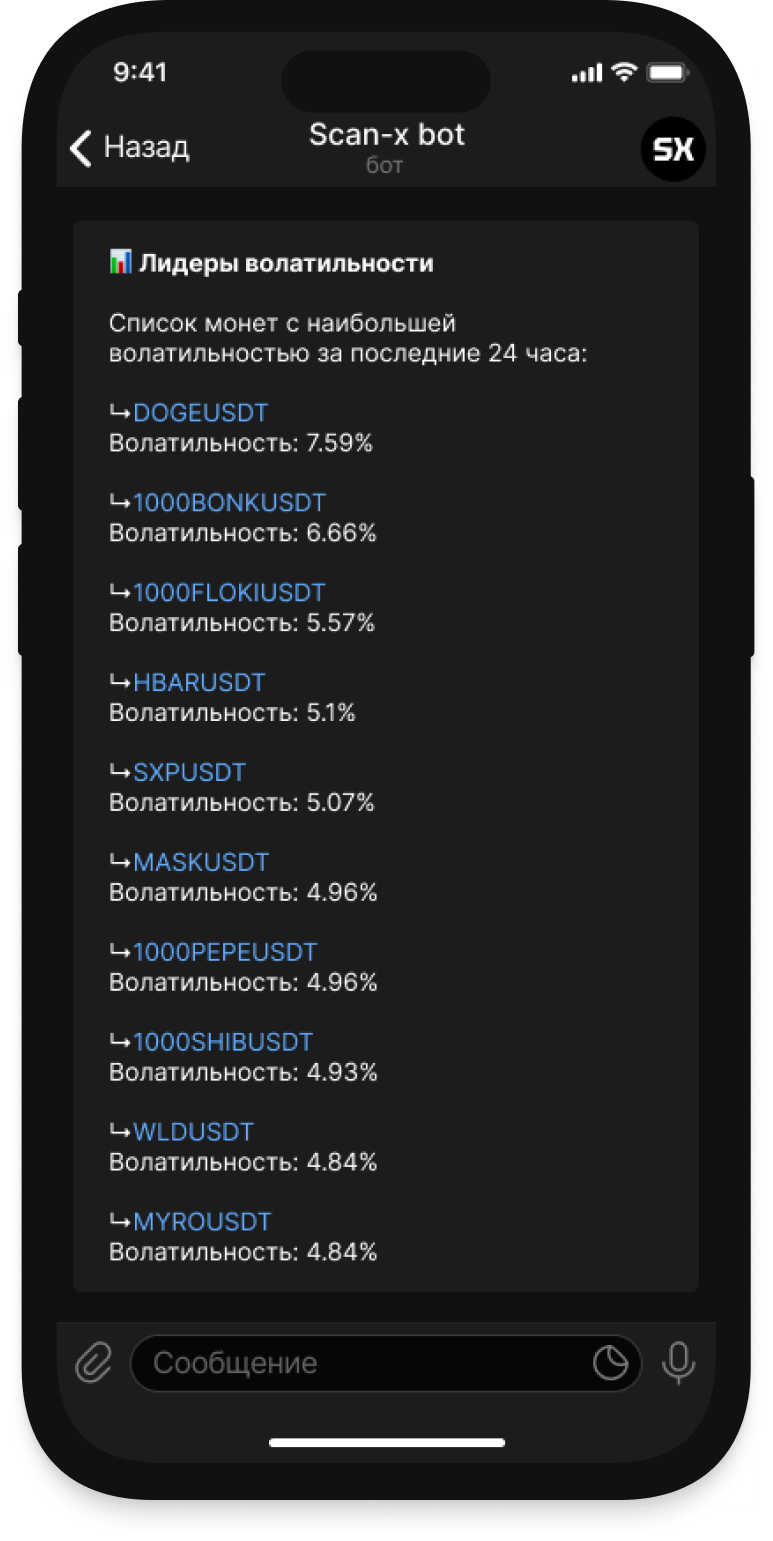 9:41
Назад
Scan-x bot
бот
SX
📊 Лидеры волатильности
Список монет с наибольшей
волатильностью за последние 24 часа:
↳DOGEUSDT
Волатильность: 7.59%
↳1000BONKUSDT
Волатильность: 6.66%
↳1000FLOKIUSDT
Волатильность: 5.57%
↳HBARUSDT
Волатильность: 5.1%
↳SXPUSDT
Волатильность: 5.07%
↳MASKUSDT
Волатильность: 4.96%
↳1000PEPEUSDT
Волатильность: 4.96%
↳1000SHIBUSDT
Волатильность: 4.93%
↳WLDUSDT
Волатильность: 4.84%
↳MYROUSDT
Волатильность: 4.84%
Сообщение